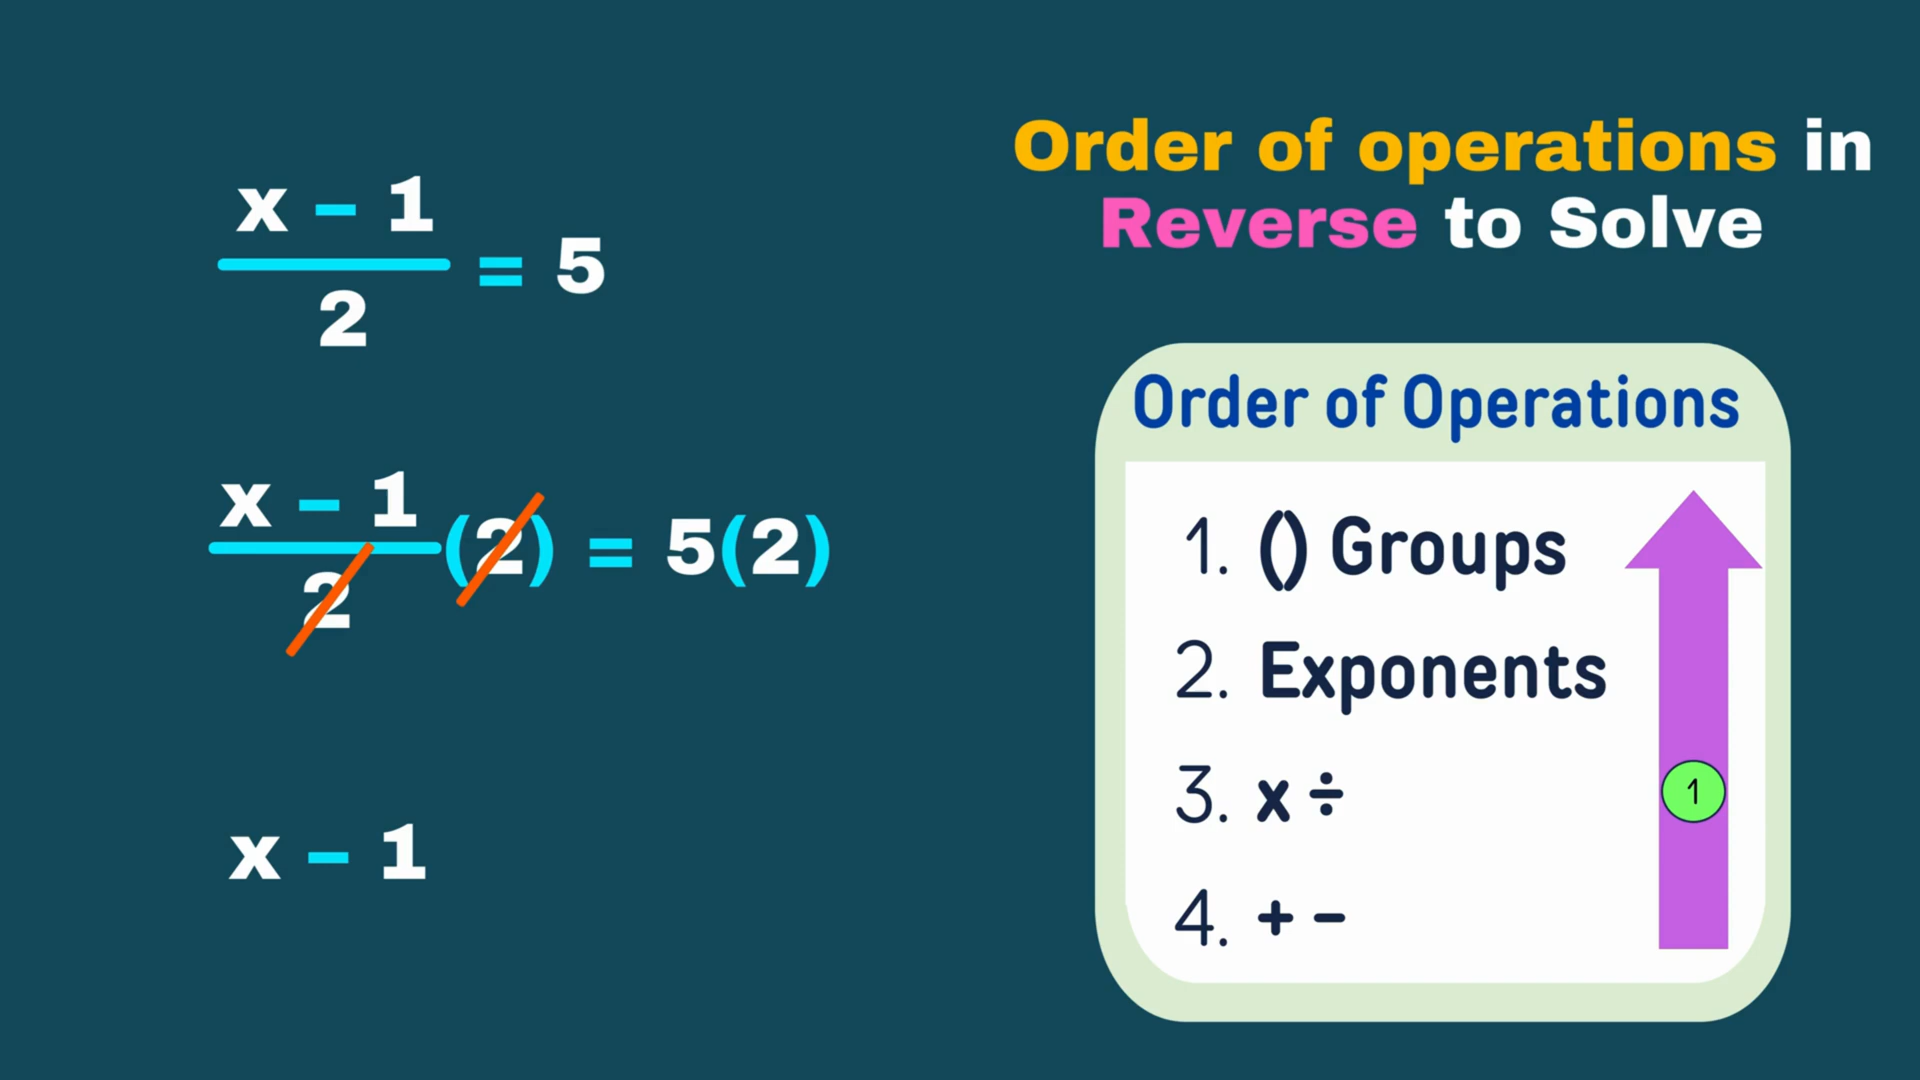 x – 1
= 5
2
x – 1
(2) = 5(2)
2
x – 1
Order of operations in
Reverse to Solve
Order of Operations
1. () Groups
2. Exponents
3. x ÷
1
4. + –